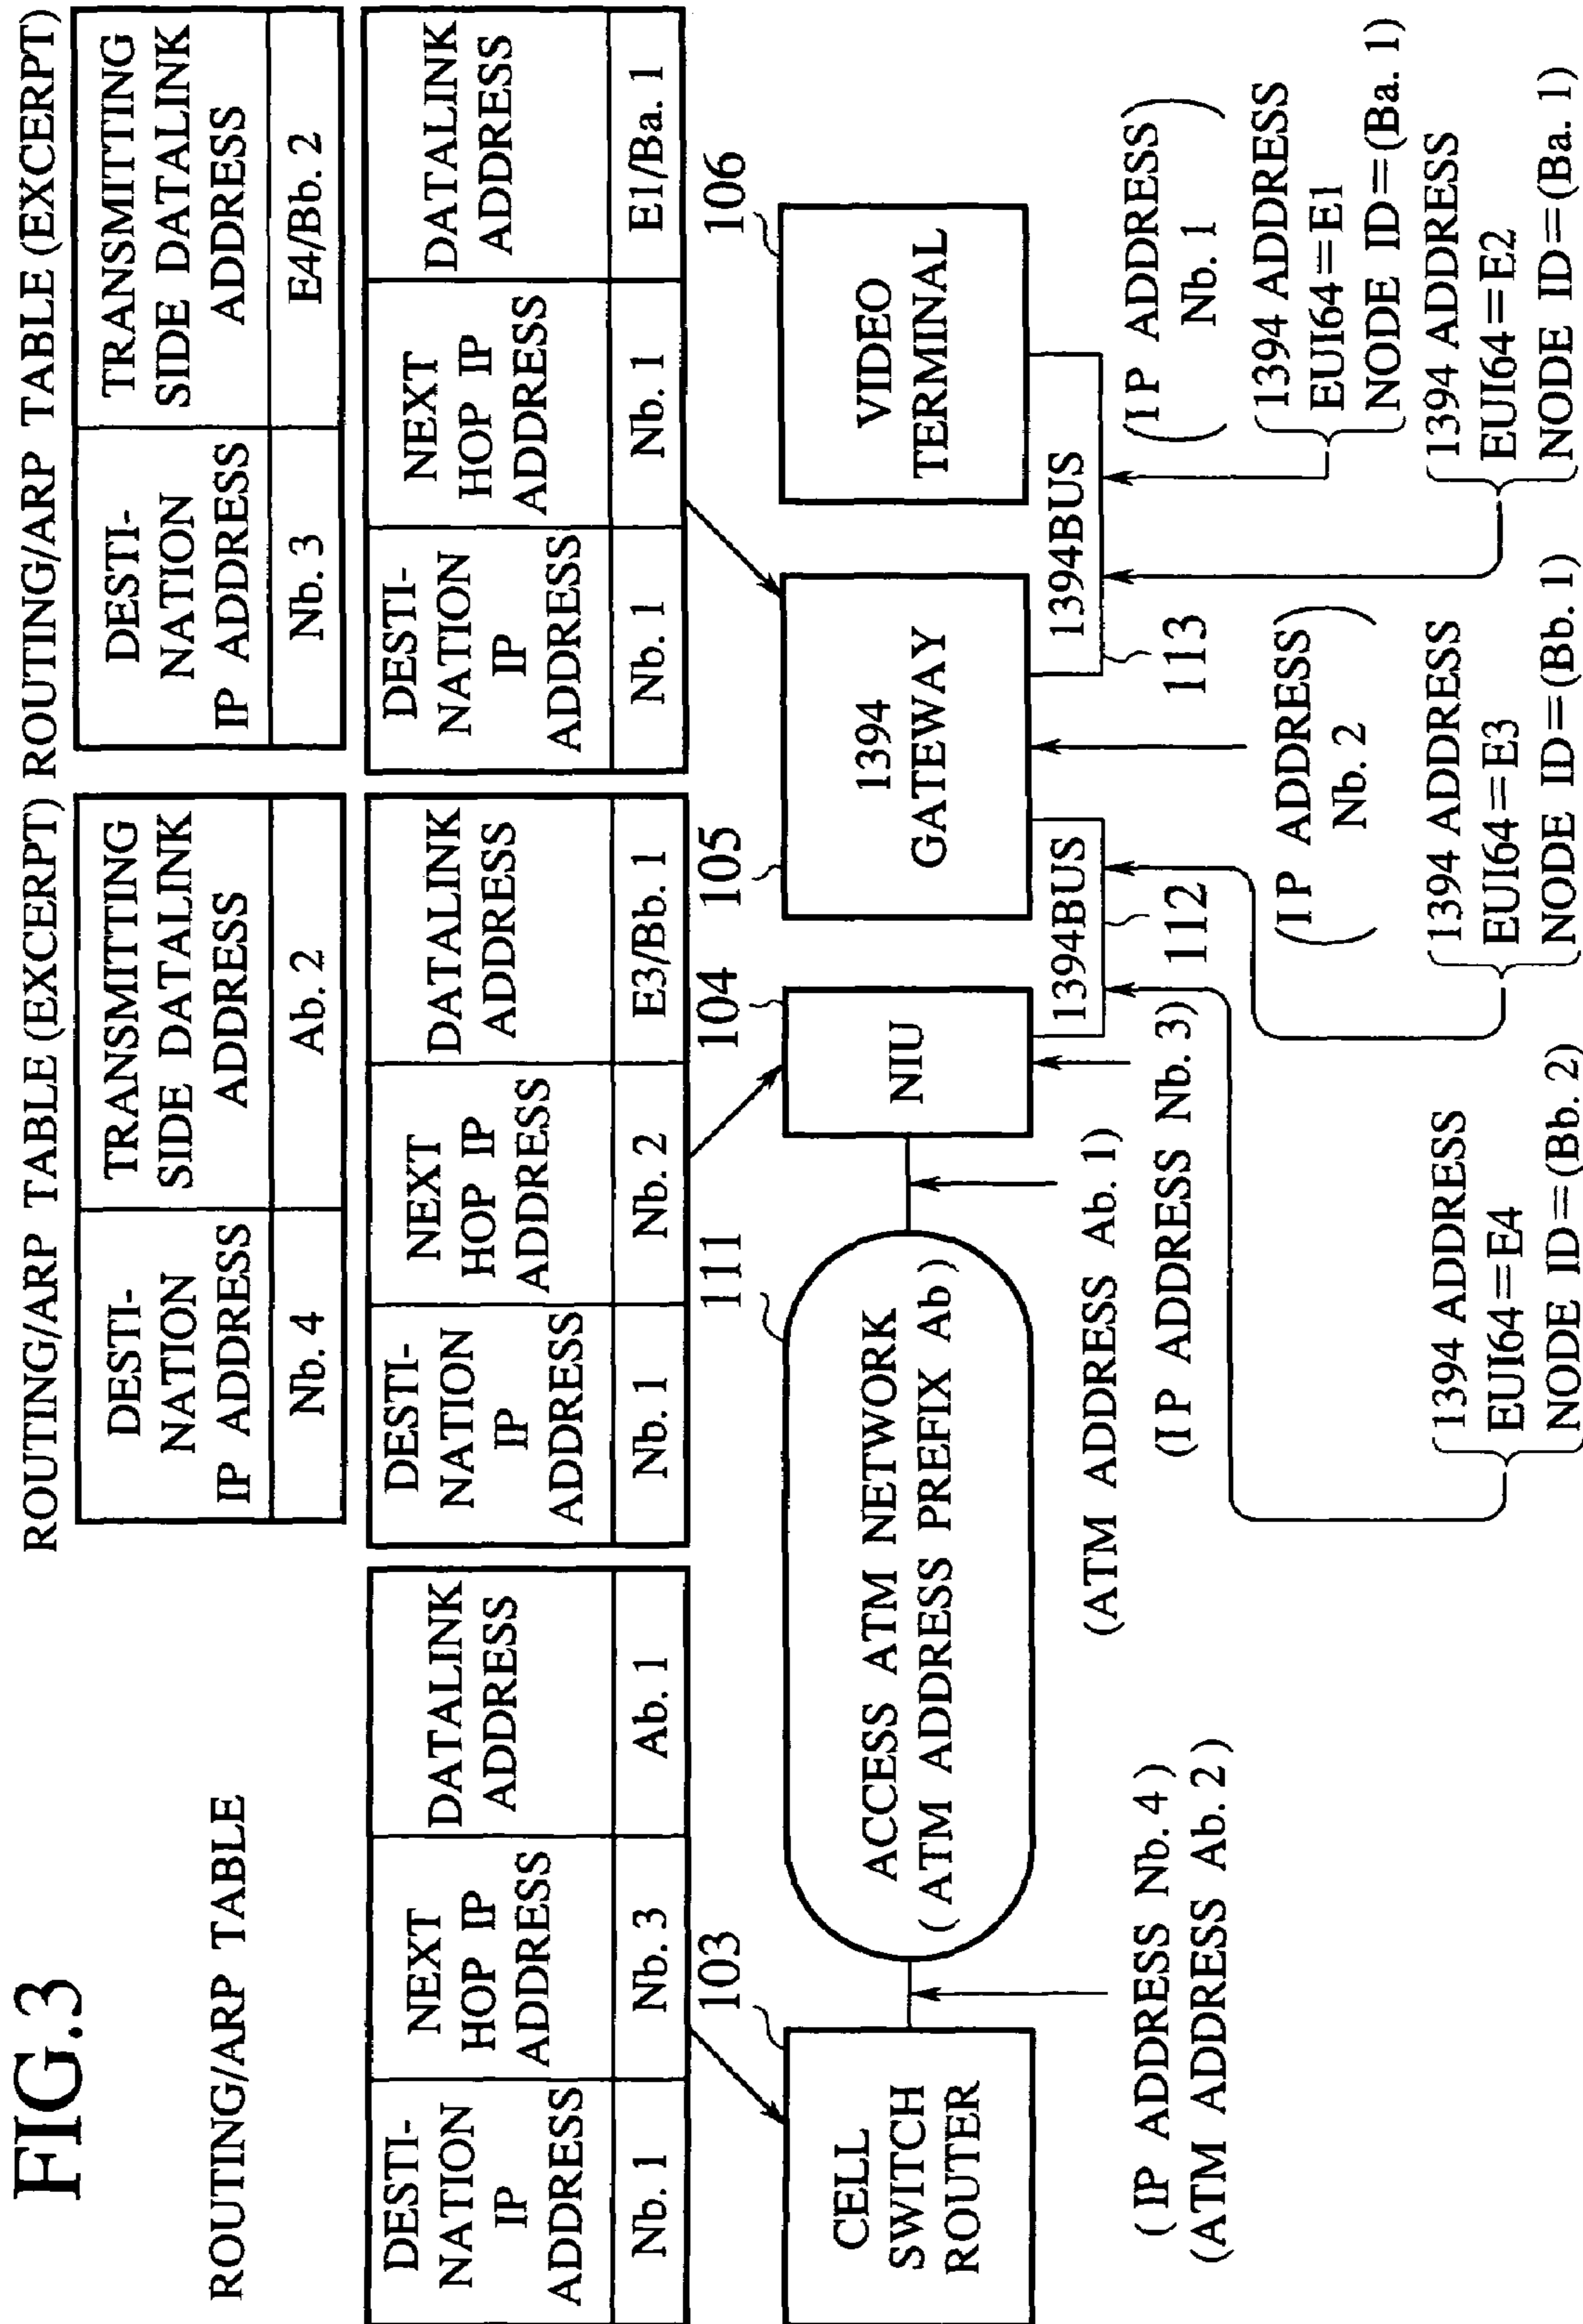 FIG.3
ROUTING/ARP TABLE
DESTI-
NATION
IP
ADDRESS
NEXT
HOP IP
ADDRESS
DATALINK
ADDRESS
Nb. 1
Nb. 3
Ab. 1
ROUTING/ARP TABLE (EXCERPT)
DESTI-
NATION
IP ADDRESS
TRANSMITTING
SIDE DATALINK
ADDRESS
Nb. 4
Ab. 2
DESTI-
NATION
IP
ADDRESS
NEXT
HOP IP
ADDRESS
DATALINK
ADDRESS
Nb. 1
Nb. 2
E3/Bb. 1
ROUTING/ARP TABLE (EXCERPT)
DESTI-
NATION
IP ADDRESS
TRANSMITTING
SIDE DATALINK
ADDRESS
Nb. 3
E4/Bb. 2
DESTI-
NATION
IP
ADDRESS
NEXT
HOP IP
ADDRESS
DATALINK
ADDRESS
Nb. 1
Nb. 1
E1/Ba. 1
103
CELL
SWITCH
ROUTER
111
ACCESS ATM NETWORK
(ATM ADDRESS PREFIX Ab)
104
NIU
105
1394
GATEWAY
106
VIDEO
TERMINAL
1394BUS
112
1394BUS
113
(IP ADDRESS Nb. 4)
(ATM ADDRESS Ab. 2)
(ATM ADDRESS Ab. 1)
(IP ADDRESS Nb. 3)
(IP ADDRESS
Nb. 2)
(IP ADDRESS
Nb. 1)
1394 ADDRESS
EUI64=E1
NODE ID=(Ba. 1)
1394 ADDRESS
EUI64=E2
NODE ID=(Ba. 1)
1394 ADDRESS
EUI64=E3
NODE ID=(Bb. 1)
1394 ADDRESS
EUI64=E4
NODE ID=(Bb. 2)